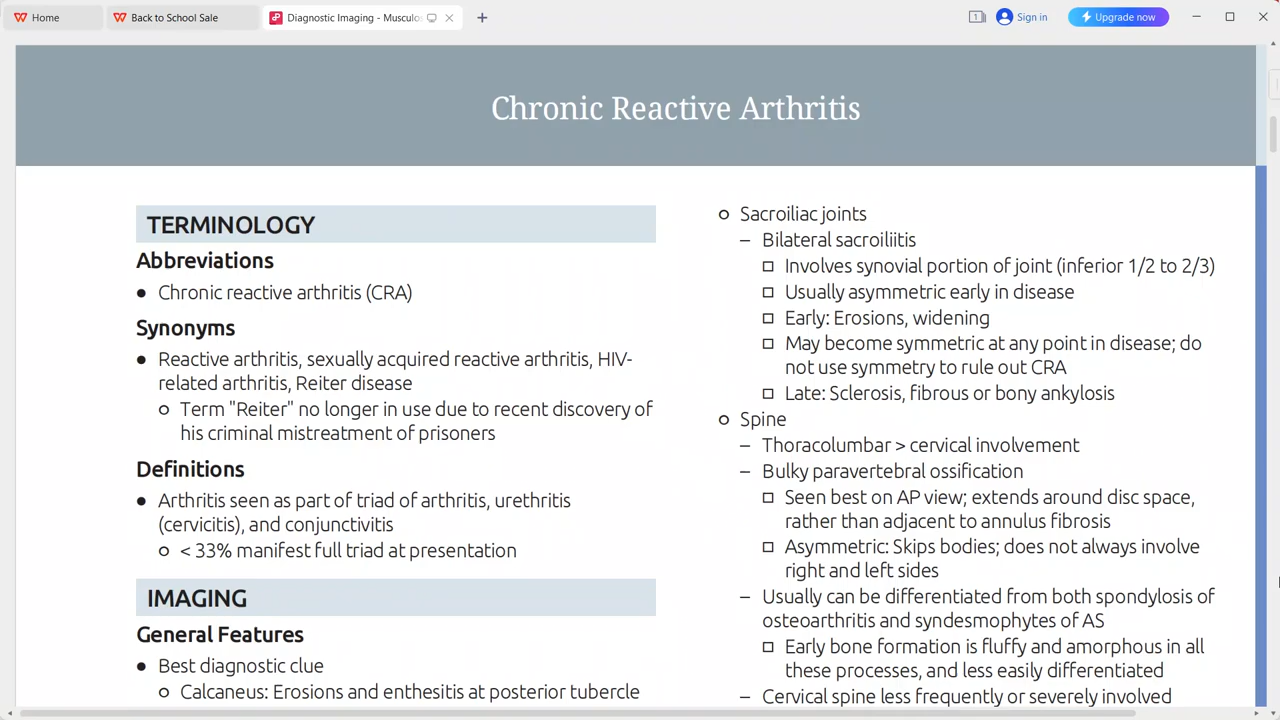 Home
Back to School Sale
Diagnostic Imaging - Musculo
1
Sign in
Upgrade now
Chronic Reactive Arthritis
TERMINOLOGY
Abbreviations
● Chronic reactive arthritis (CRA)
Synonyms
● Reactive arthritis, sexually acquired reactive arthritis, HIV-
related arthritis, Reiter disease
○ Term "Reiter" no longer in use due to recent discovery of
his criminal mistreatment of prisoners
Definitions
● Arthritis seen as part of triad of arthritis, urethritis
(cervicitis), and conjunctivitis
○ < 33% manifest full triad at presentation
IMAGING
General Features
● Best diagnostic clue
○ Calcaneus: Erosions and enthesitis at posterior tubercle
○ Sacroiliac joints
– Bilateral sacroiliitis
□ Involves synovial portion of joint (inferior 1/2 to 2/3)
□ Usually asymmetric early in disease
□ Early: Erosions, widening
□ May become symmetric at any point in disease; do
not use symmetry to rule out CRA
□ Late: Sclerosis, fibrous or bony ankylosis
○ Spine
– Thoracolumbar > cervical involvement
– Bulky paravertebral ossification
□ Seen best on AP view; extends around disc space,
rather than adjacent to annulus fibrosis
□ Asymmetric: Skips bodies; does not always involve
right and left sides
– Usually can be differentiated from both spondylosis of
osteoarthritis and syndesmophytes of AS
□ Early bone formation is fluffy and amorphous in all
these processes, and less easily differentiated
– Cervical spine less frequently or severely involved